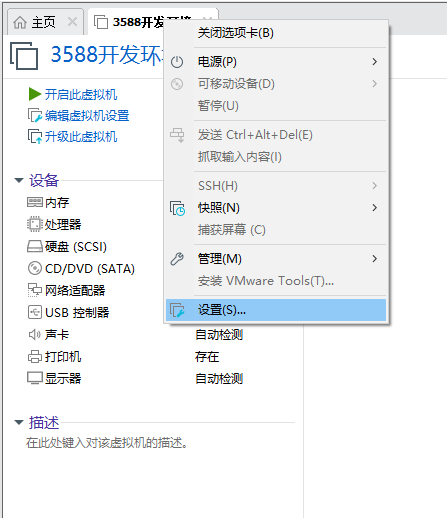 主页
3588开发环境
关闭选项卡(B)
3588开发环
开启此虚拟机
编辑虚拟机设置
升级此虚拟机
电源(P)
可移动设备(D)
暂停(U)
发送 Ctrl+Alt+Del(E)
抓取输入内容(I)
SSH(H)
快照(N)
捕获屏幕 (C)
管理(M)
安装 VMware Tools(T)...
设置(S)...
设备
内存
处理器
硬盘 (SCSI)
CD/DVD (SATA)
网络适配器
USB 控制器
声卡
自动检测
打印机
存在
显示器
自动检测
描述
在此处键入对该虚拟机的描述。